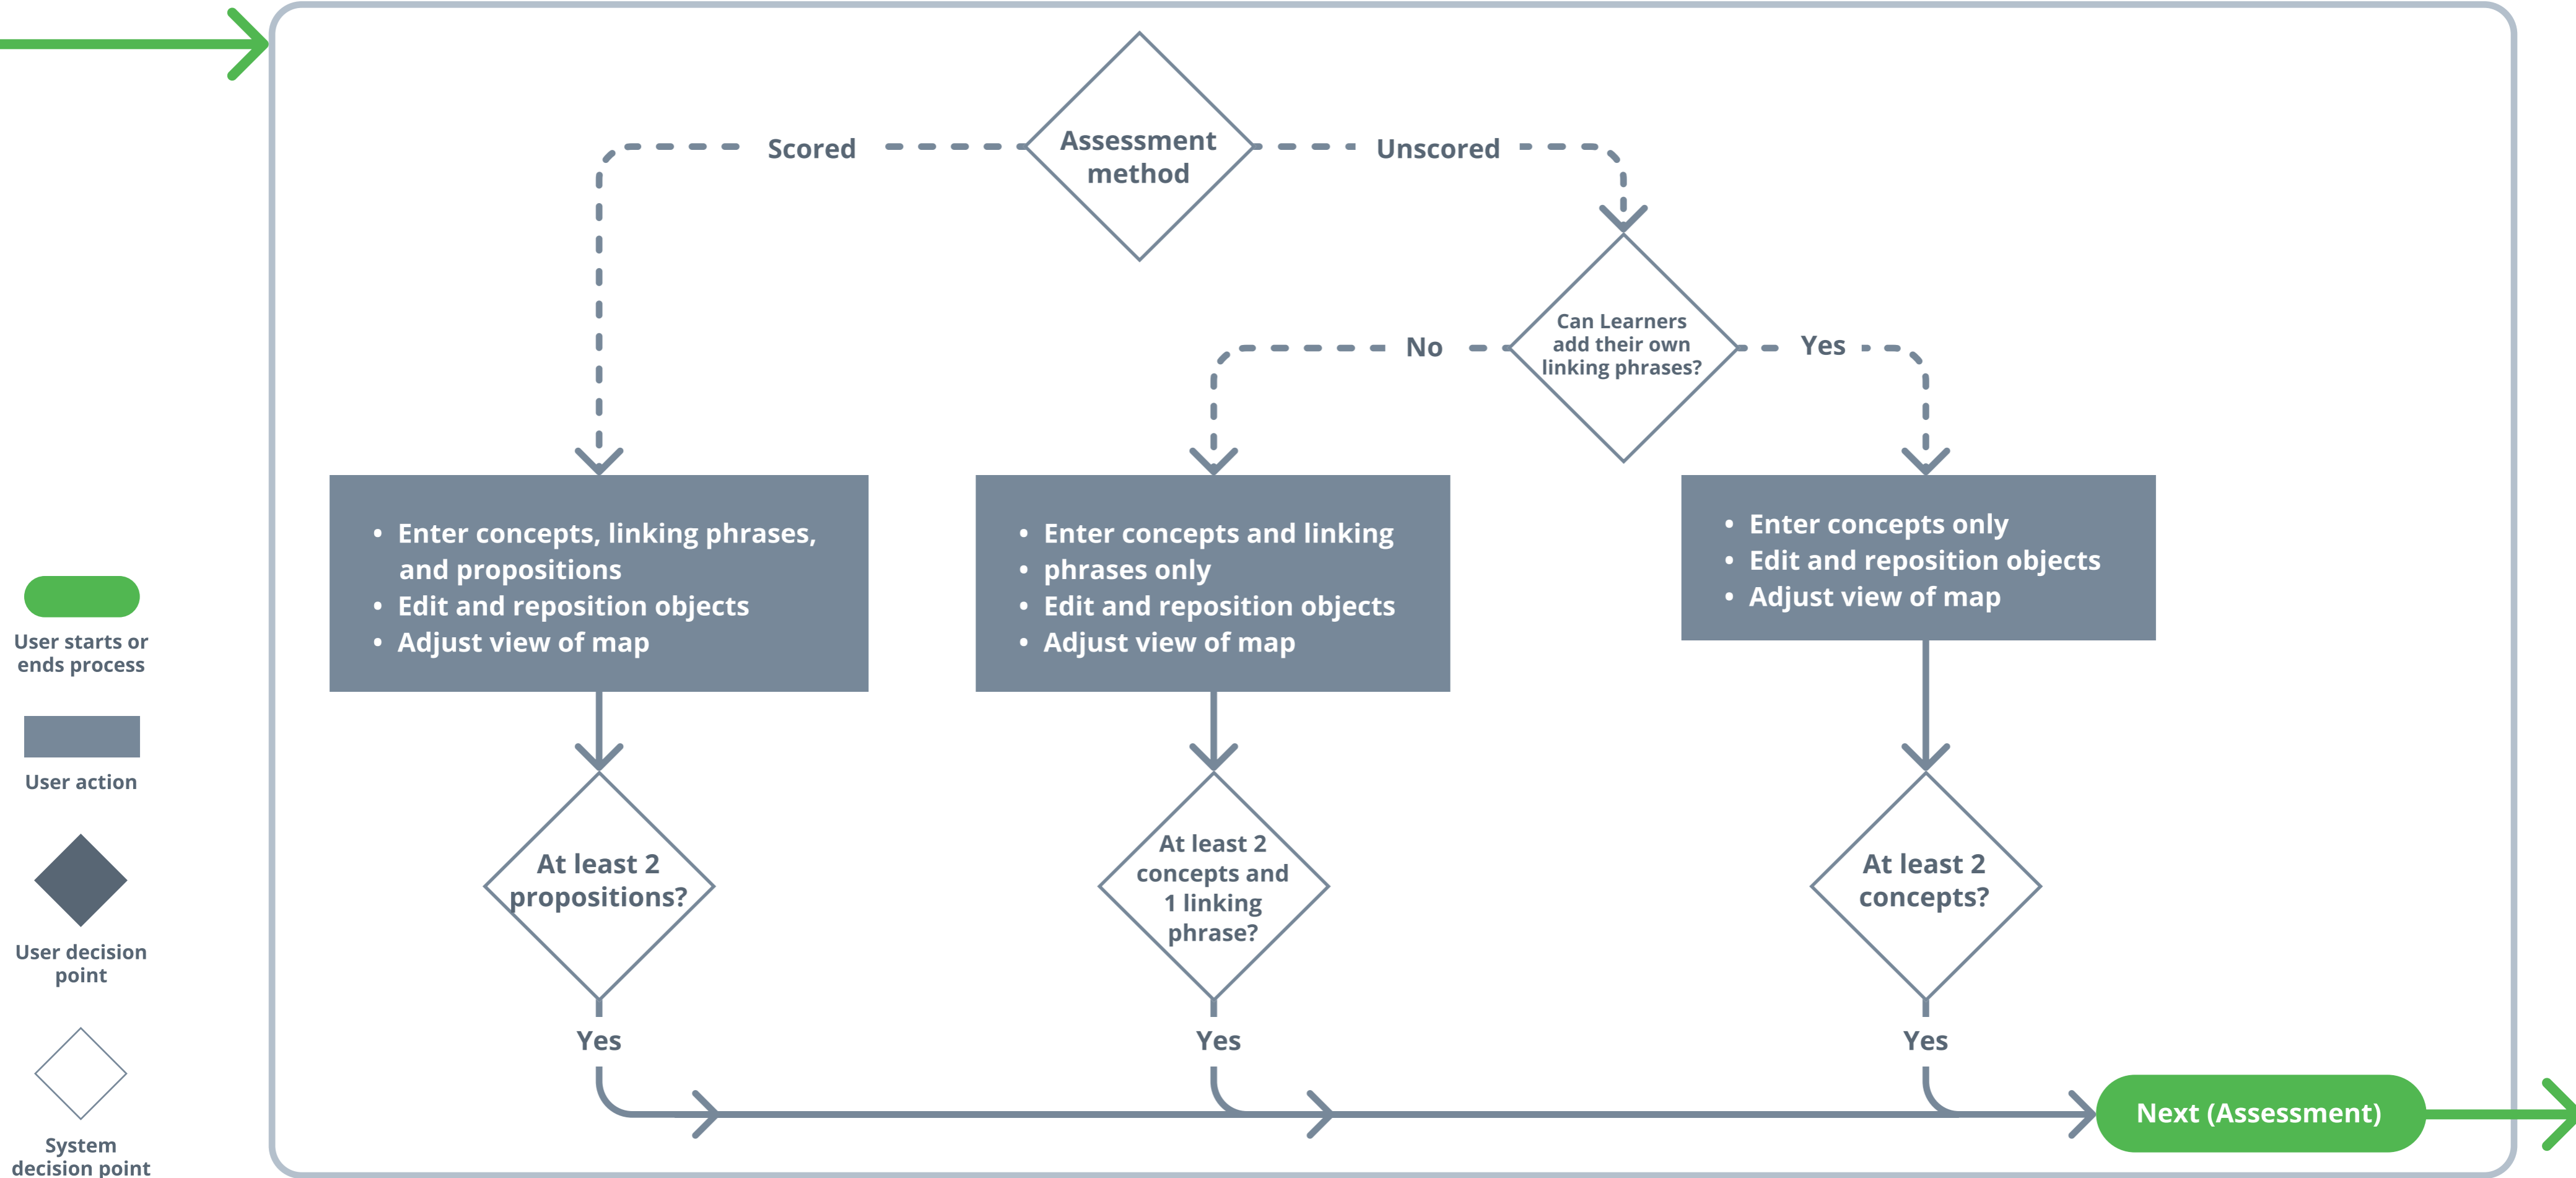 Assessment
method
Scored
Unscored
Can Learners
add their own
linking phrases?
No
Yes
• Enter concepts, linking phrases,
and propositions
• Edit and reposition objects
• Adjust view of map
• Enter concepts and linking
• phrases only
• Edit and reposition objects
• Adjust view of map
• Enter concepts only
• Edit and reposition objects
• Adjust view of map
At least 2
propositions?
At least 2
concepts and
1 linking
phrase?
At least 2
concepts?
Yes
Yes
Yes
Next (Assessment)
User starts or
ends process
User action
User decision
point
System
decision point